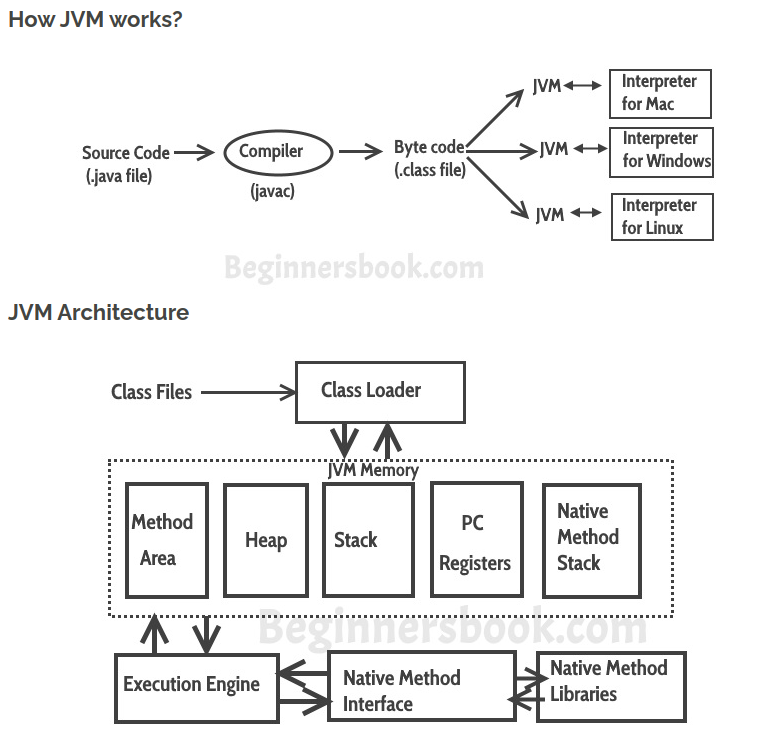 How JVM works?
Source Code
(.java file)
Compiler
(javac)
Byte code
(.class file)
JVM
Interpreter
for Mac
JVM
Interpreter
for Windows
JVM
Interpreter
for Linux
Beginnersbook.com
JVM Architecture
Class Files
Class Loader
JVM Memory
Method
Area
Heap
Stack
PC
Registers
Native
Method
Stack
Beginnersbook.com
Execution Engine
Native Method
Interface
Native Method
Libraries